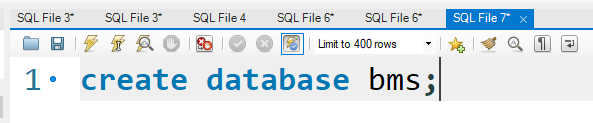 SQL File 3* SQL File 3* SQL File 4 SQL File 6* SQL File 6* SQL File 7*
Limit to 400 rows
1 create database bms;